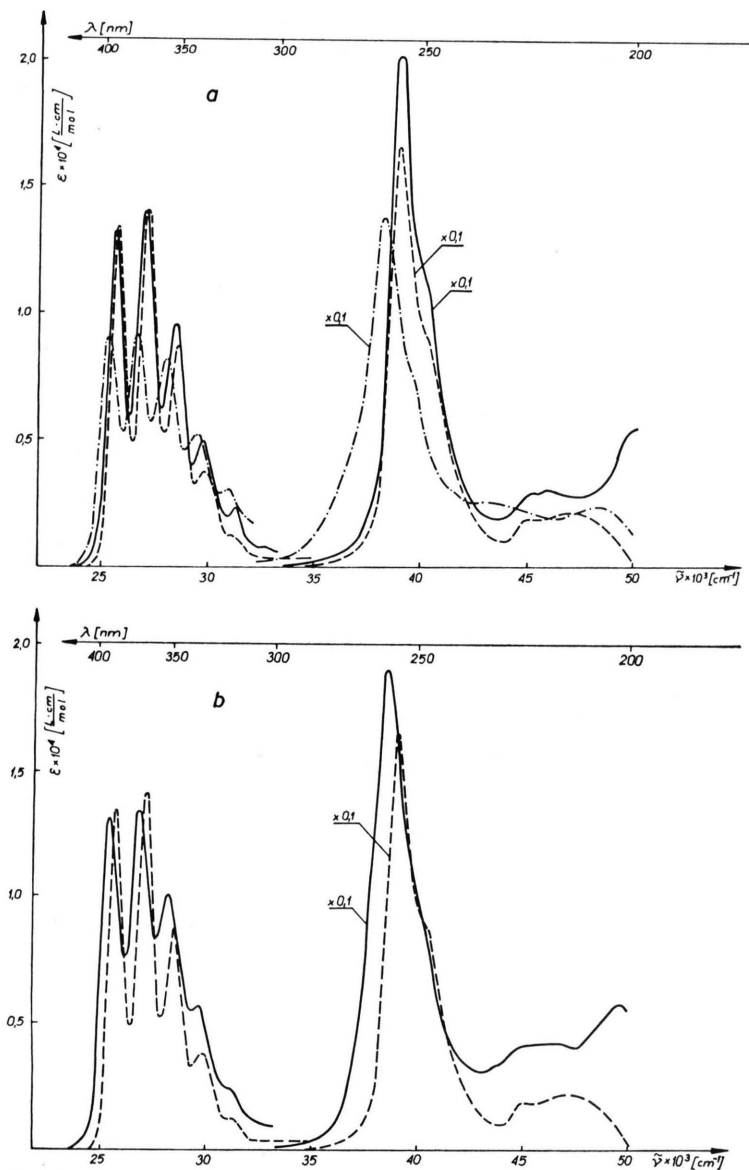 λ [nm]
400 350 300 250 200
2,0
a
ε × 10⁴ [L·cm/mol]
1,5
×0,1
×0,1
1,0
×0,1
0,5
25 30 35 40 45 50 ν̃ × 10³ [cm⁻¹]
λ [nm]
400 350 300 250 200
2,0
b
ε × 10⁴ [L·cm/mol]
1,5
×0,1
×0,1
1,0
0,5
25 30 35 40 45 50 ν̃ × 10³ [cm⁻¹]